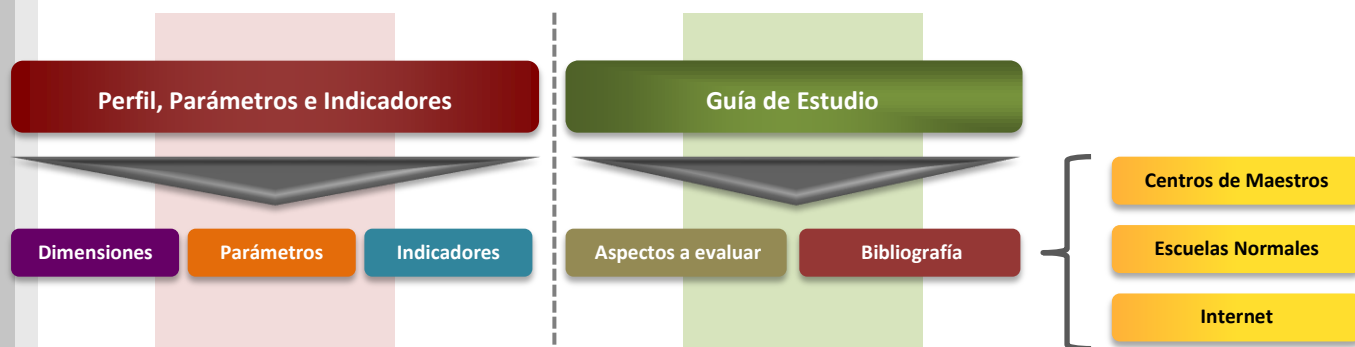 Perfil, Parámetros e Indicadores
Guía de Estudio
Dimensiones
Parámetros
Indicadores
Aspectos a evaluar
Bibliografía
Centros de Maestros
Escuelas Normales
Internet